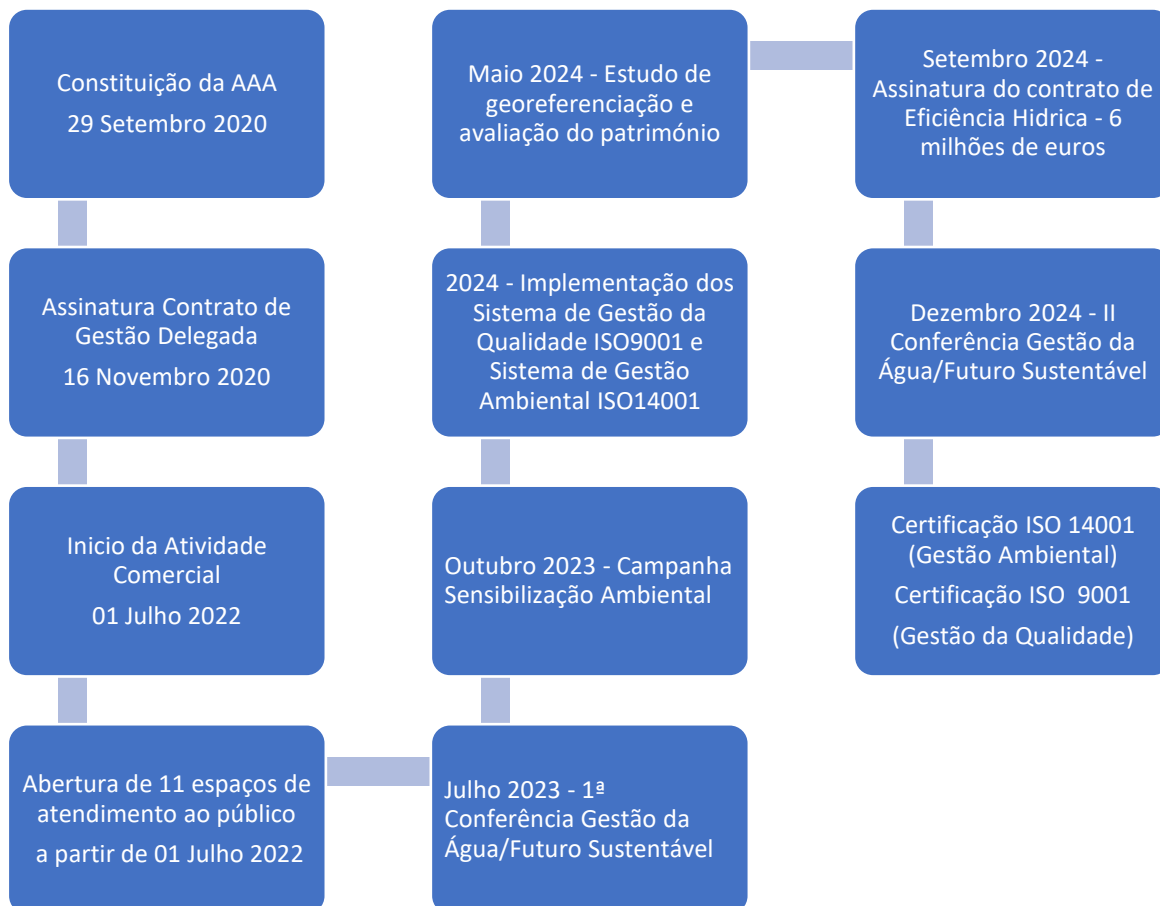 Constituição da AAA
29 Setembro 2020
Assinatura Contrato de
Gestão Delegada
16 Novembro 2020
Inicio da Atividade
Comercial
01 Julho 2022
Abertura de 11 espaços de
atendimento ao público
a partir de 01 Julho 2022
Julho 2023 - 1ª
Conferência Gestão da
Água/Futuro Sustentável
Outubro 2023 - Campanha
Sensibilização Ambiental
2024 - Implementação dos
Sistema de Gestão da
Qualidade ISO9001 e
Sistema de Gestão
Ambiental ISO14001
Maio 2024 - Estudo de
georeferenciação e
avaliação do património
Setembro 2024 -
Assinatura do contrato de
Eficiência Hidrica - 6
milhões de euros
Dezembro 2024 - II
Conferência Gestão da
Água/Futuro Sustentável
Certificação ISO 14001
(Gestão Ambiental)
Certificação ISO 9001
(Gestão da Qualidade)